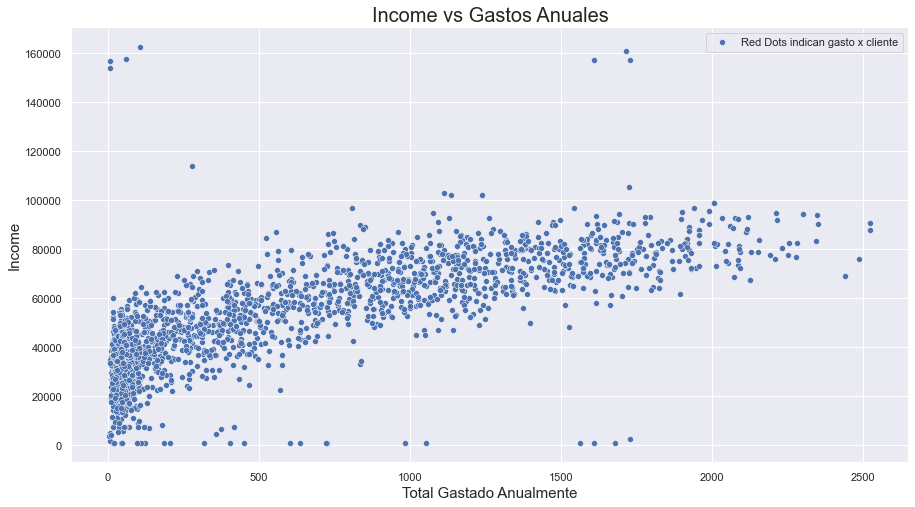 Income vs Gastos Anuales
Red Dots indican gasto x cliente
160000
140000
120000
100000
80000
60000
40000
20000
0
Income
0 500 1000 1500 2000 2500
Total Gastado Anualmente